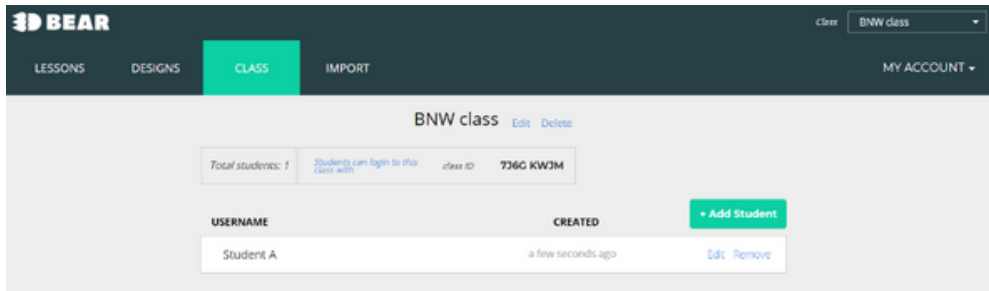 3D BEAR
Class BNW class
LESSONS DESIGNS CLASS IMPORT MY ACCOUNT
BNW class Edit Delete
Total students: 1 Students can login to this class with class ID 7J6G KWJM
+ Add Student
USERNAME CREATED
Student A a few seconds ago Edit Remove